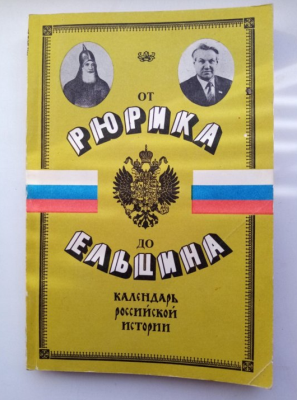 ОТ
РЮРИКА
ДО
ЕЛЬЦИНА
КАЛЕНДАРЬ
РОССИЙСКОЙ
ИСТОРИИ